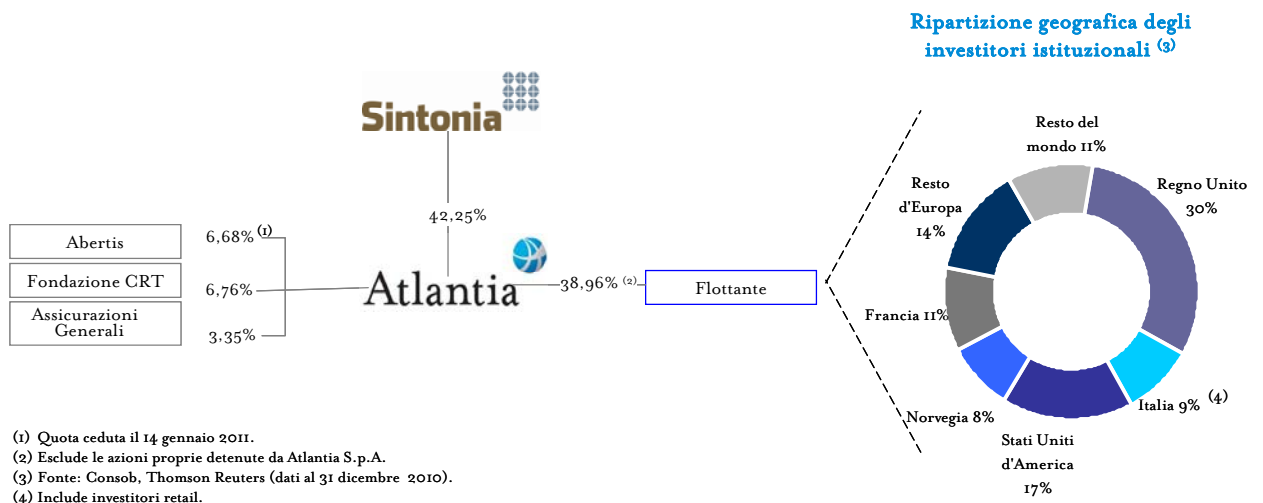 Ripartizione geografica degli
investitori istituzionali (3)
Sintonia
42,25%
Abertis
6,68% (1)
Fondazione CRT
6,76%
Assicurazioni
Generali
3,35%
Atlantia
38,96% (2)
Flottante
Resto del
mondo 11%
Regno Unito
30%
Resto
d'Europa
14%
Francia 11%
Norvegia 8%
Stati Uniti
d'America
17%
Italia 9% (4)
(1) Quota ceduta il 14 gennaio 2011.
(2) Esclude le azioni proprie detenute da Atlantia S.p.A.
(3) Fonte: Consob, Thomson Reuters (dati al 31 dicembre 2010).
(4) Include investitori retail.